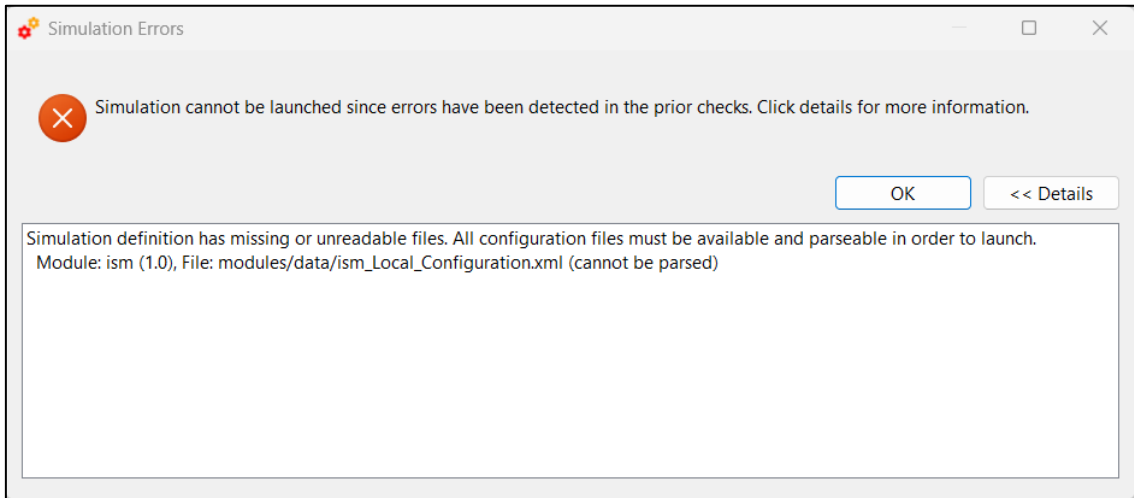 Simulation Errors
Simulation cannot be launched since errors have been detected in the prior checks. Click details for more information.
OK
<< Details
Simulation definition has missing or unreadable files. All configuration files must be available and parseable in order to launch.
Module: ism (1.0), File: modules/data/ism_Local_Configuration.xml (cannot be parsed)